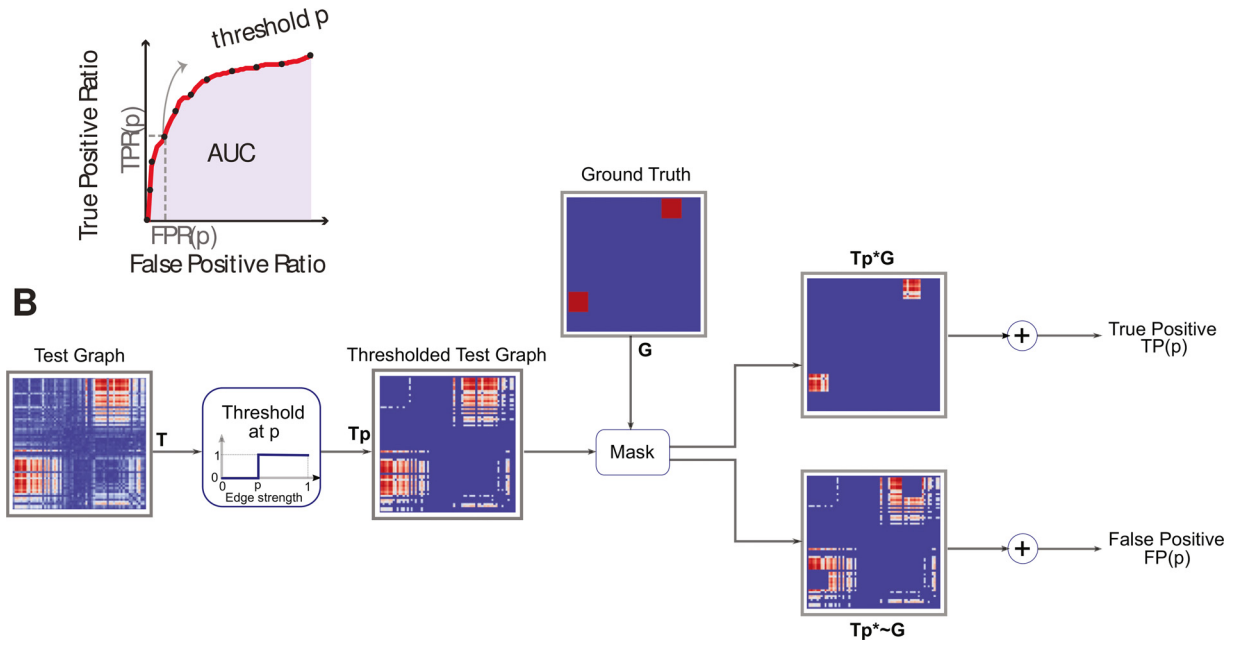 threshold p
True Positive Ratio
TPR(p)
AUC
FPR(p)
False Positive Ratio
B
Ground Truth
G
Test Graph
T
Threshold
at p
1
0
0
p
1
Edge strength
Thresholded Test Graph
Tp
Mask
Tp*G
+
True Positive
TP(p)
+
False Positive
FP(p)
Tp*~G